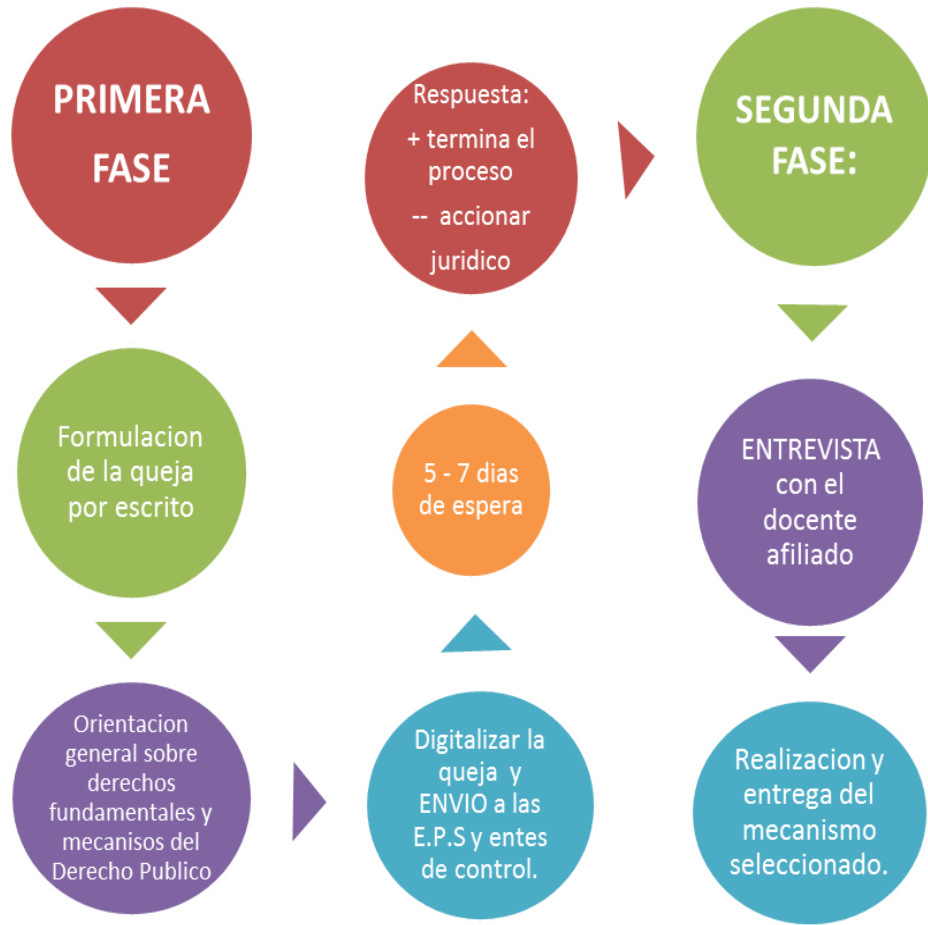 PRIMERA
FASE
Formulacion
de la queja
por escrito
Orientacion
general sobre
derechos
fundamentales y
mecanisos del
Derecho Publico
Digitalizar la
queja y
ENVIO a las
E.P.S y entes
de control.
5 - 7 dias
de espera
Respuesta:
+ termina el
proceso
-- accionar
juridico
SEGUNDA
FASE:
ENTREVISTA
con el
docente
afiliado
Realizacion y
entrega del
mecanismo
seleccionado.